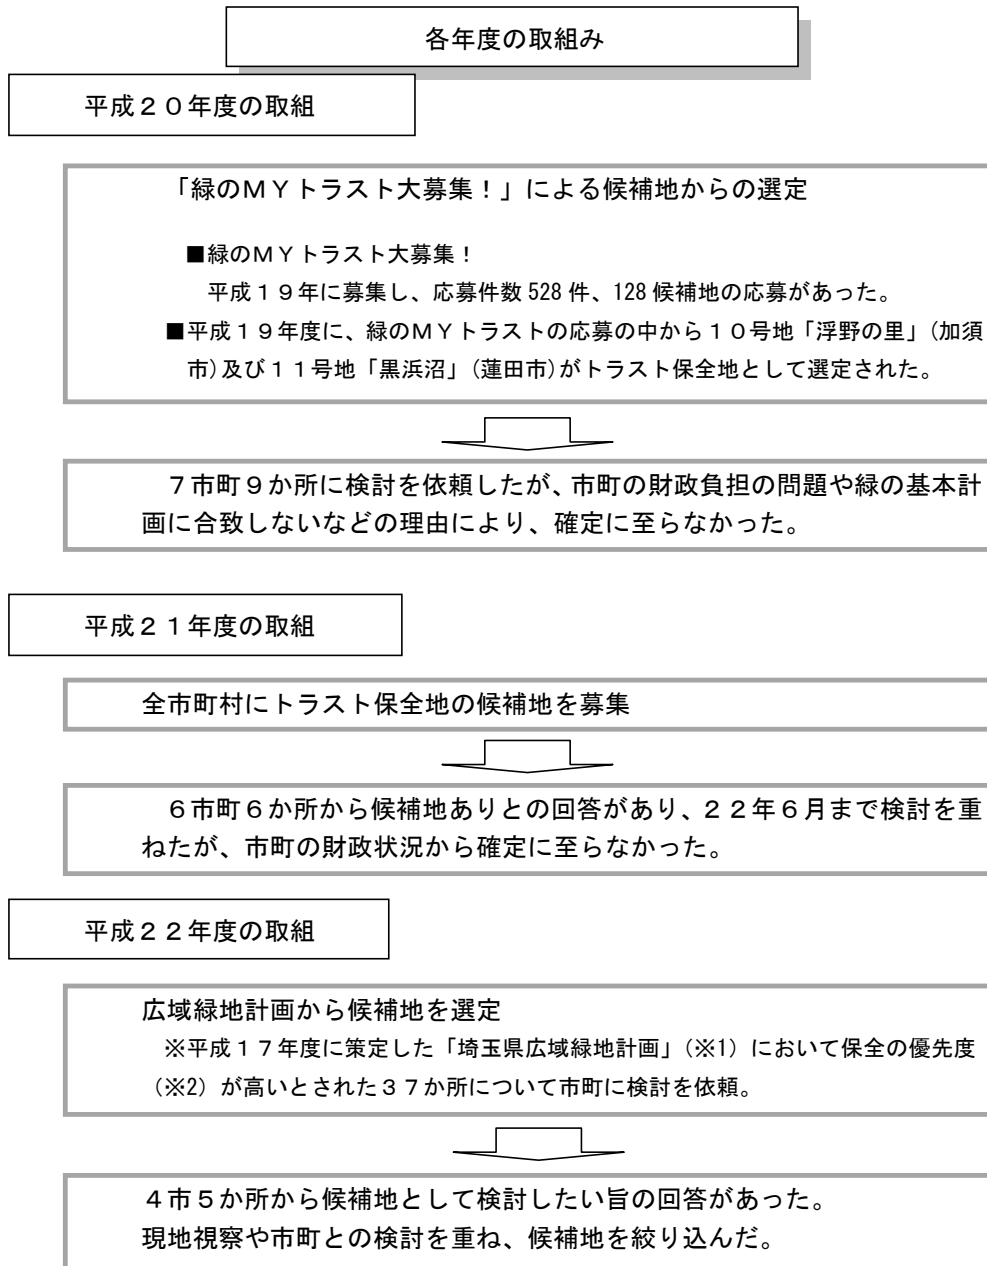 各年度の取組み
平成２０年度の取組
「緑のＭＹトラスト大募集！」による候補地からの選定
■緑のＭＹトラスト大募集！
平成１９年に募集し、応募件数 528 件、128 候補地の応募があった。
■平成１９年度に、緑のＭＹトラストの応募の中から１０号地「浮野の里」(加須
市)及び１１号地「黒浜沼」(蓮田市)がトラスト保全地として選定された。
７市町９か所に検討を依頼したが、市町の財政負担の問題や緑の基本計
画に合致しないなどの理由により、確定に至らなかった。
平成２１年度の取組
全市町村にトラスト保全地の候補地を募集
６市町６か所から候補地ありとの回答があり、２２年６月まで検討を重
ねたが、市町の財政状況から確定に至らなかった。
平成２２年度の取組
広域緑地計画から候補地を選定
※平成１７年度に策定した「埼玉県広域緑地計画」(※1) において保全の優先度
(※2) が高いとされた３７か所について市町に検討を依頼。
４市５か所から候補地として検討したい旨の回答があった。
現地視察や市町との検討を重ね、候補地を絞り込んだ。